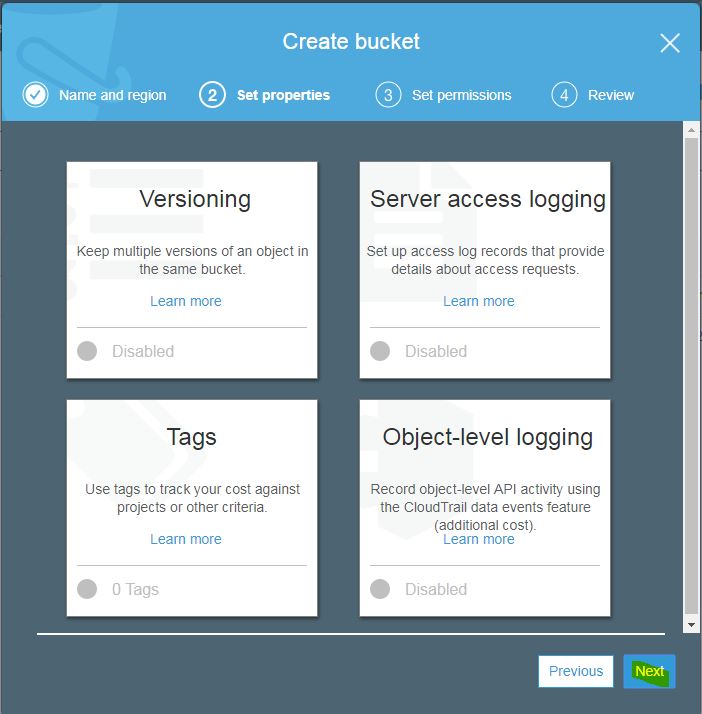 Create bucket
Name and region
2 Set properties
3 Set permissions
4 Review
Versioning
Keep multiple versions of an object in
the same bucket.
Learn more
Disabled
Server access logging
Set up access log records that provide
details about access requests.
Learn more
Disabled
Tags
Use tags to track your cost against
projects or other criteria.
Learn more
0 Tags
Object-level logging
Record object-level API activity using
the CloudTrail data events feature
(additional cost).
Learn more
Disabled
Previous
Next